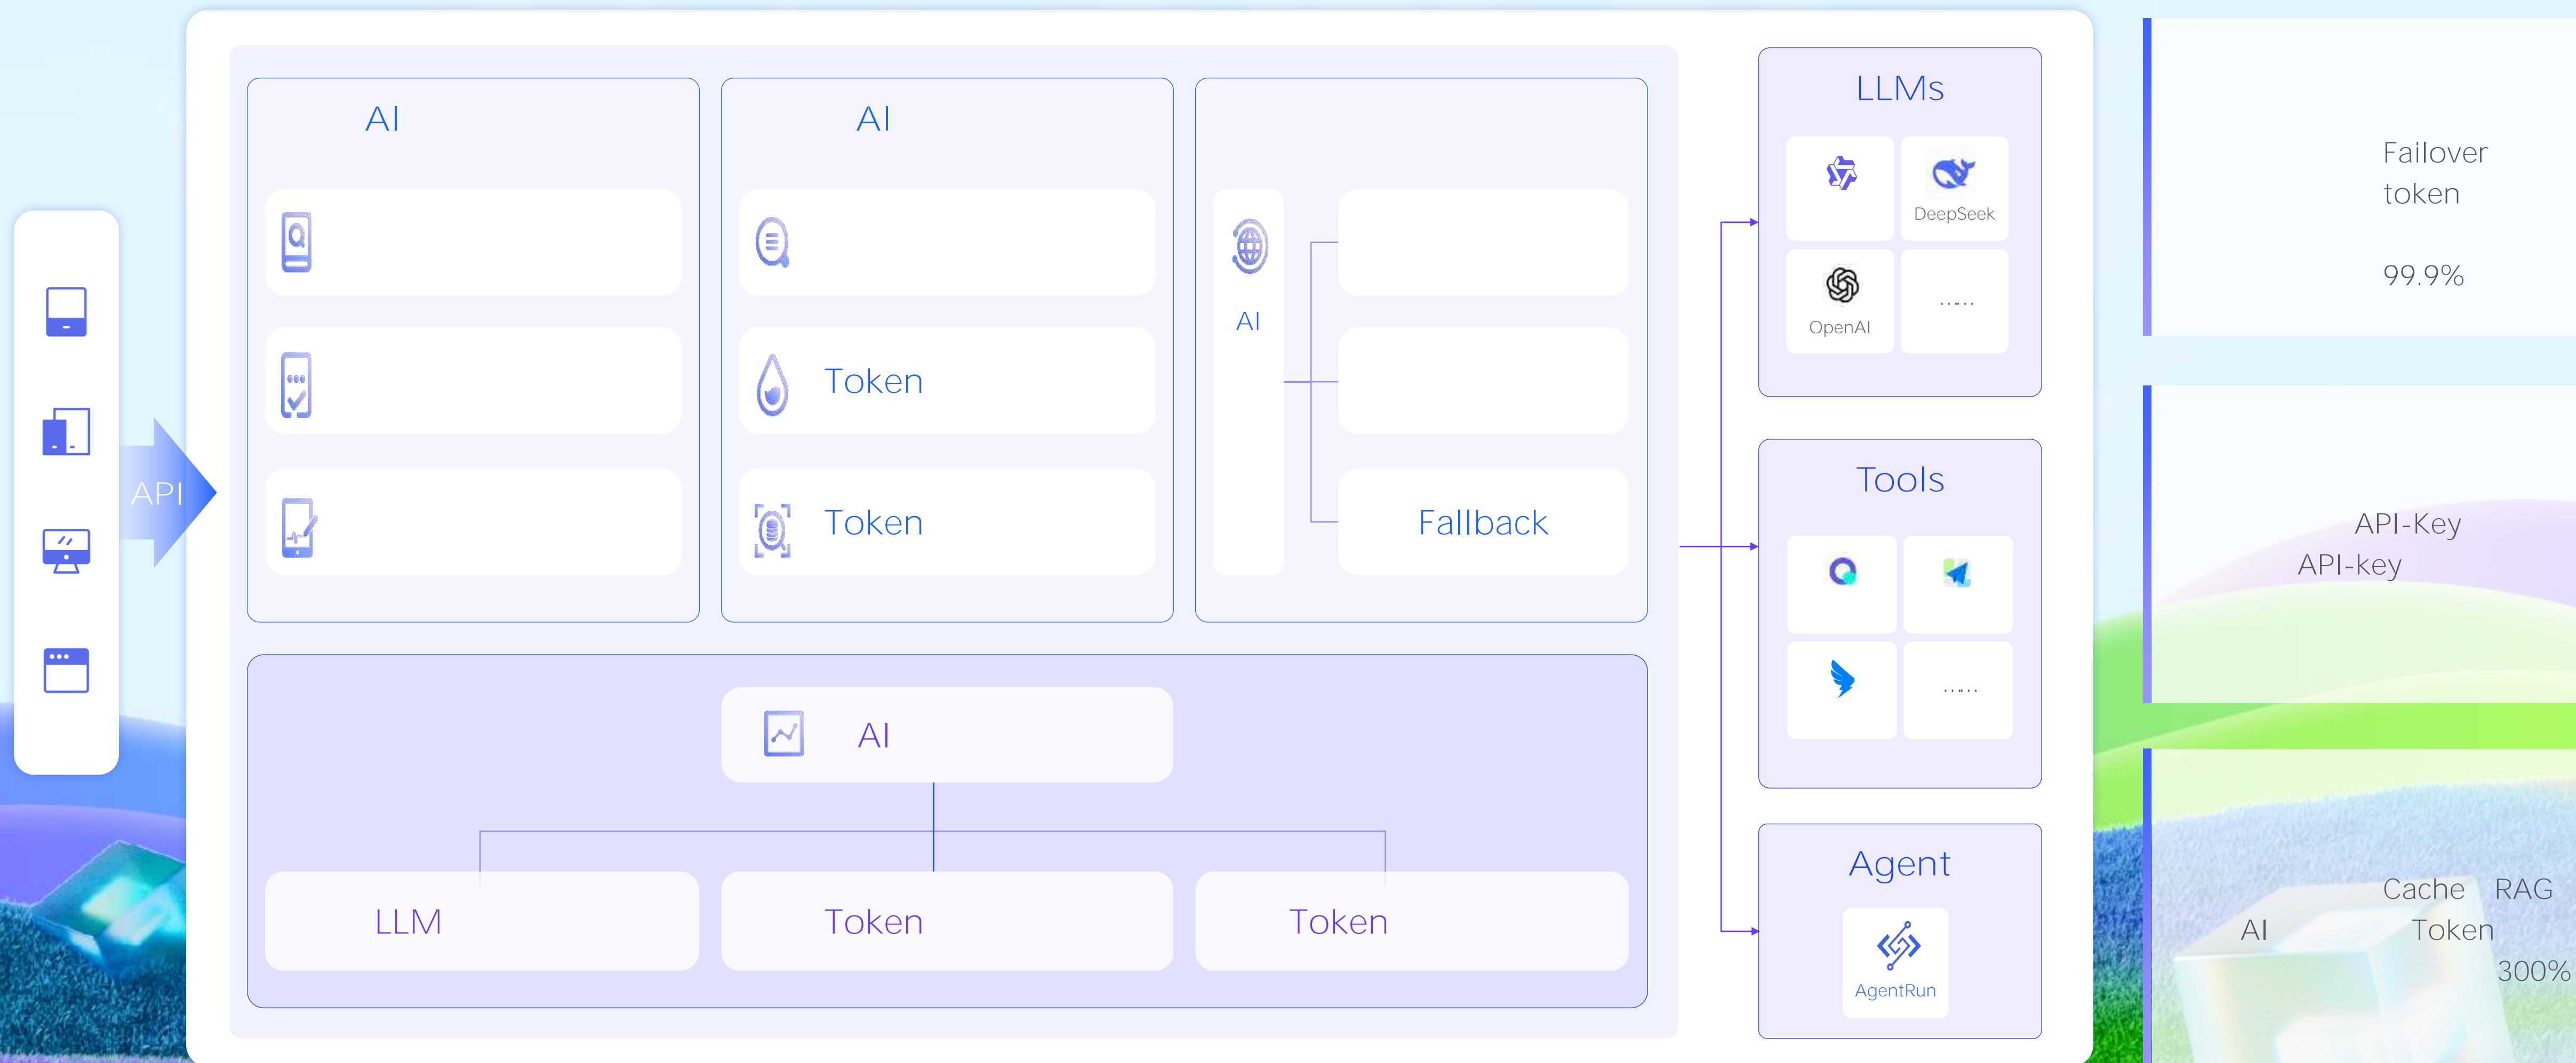 API
AI
AI
Token
Token
AI
Fallback
AI
LLM
Token
Token
LLMs
DeepSeek
OpenAI
......
Tools
......
Agent
AgentRun
Failover
token
99.9%
API-Key
API-key
Cache RAG
AI Token
300%